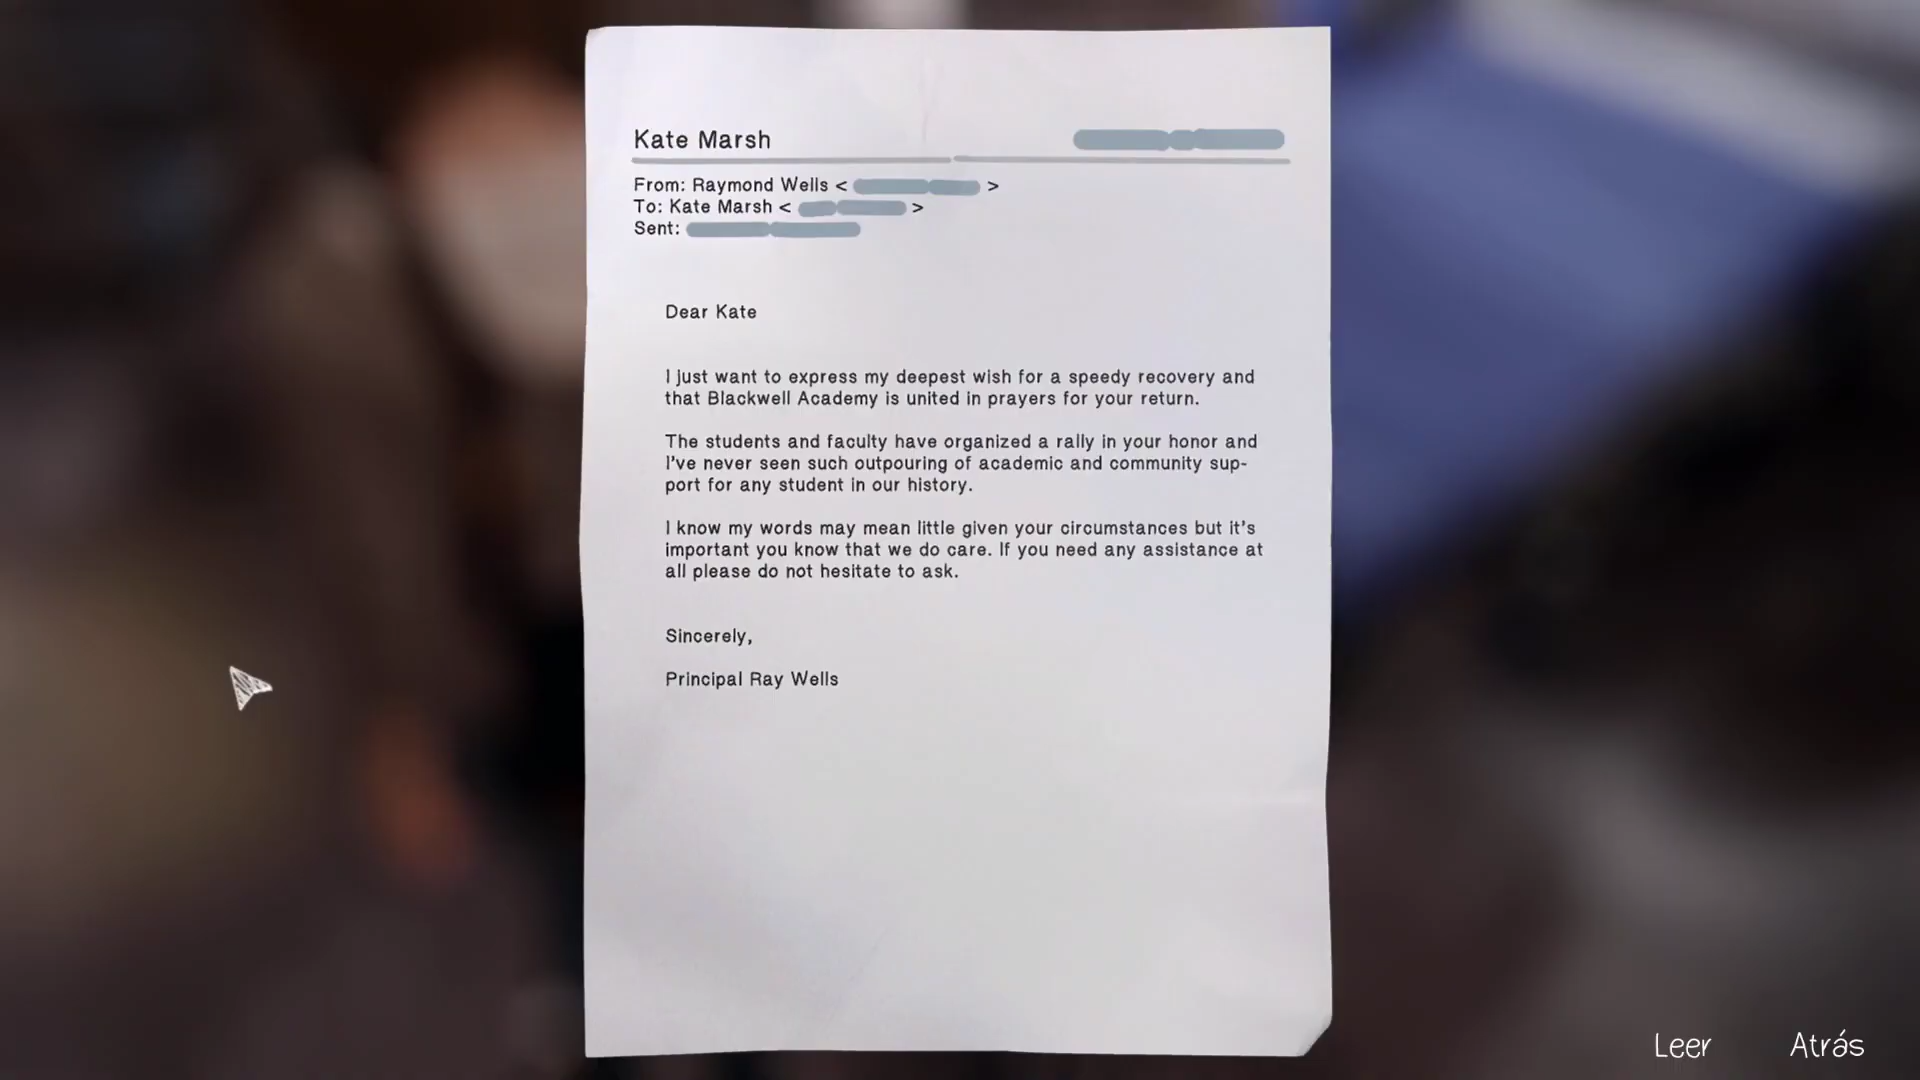 Kate Marsh
From: Raymond Wells < >
To: Kate Marsh < >
Sent:
Dear Kate
I just want to express my deepest wish for a speedy recovery and
that Blackwell Academy is united in prayers for your return.
The students and faculty have organized a rally in your honor and
I've never seen such outpouring of academic and community sup-
port for any student in our history.
I know my words may mean little given your circumstances but it's
important you know that we do care. If you need any assistance at
all please do not hesitate to ask.
Sincerely,
Principal Ray Wells
Leer Atrás